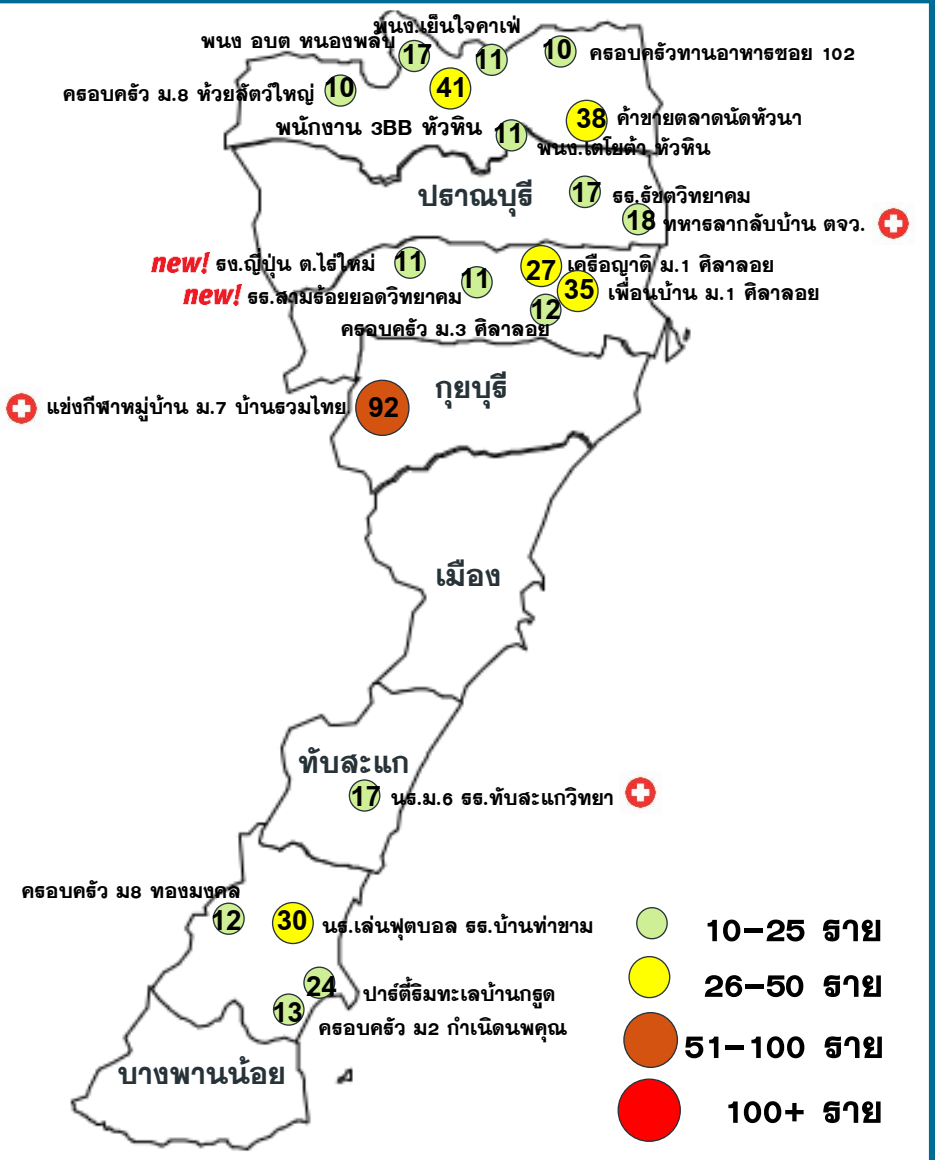 พนง.เย็นใจคาเฟ่
พนง อบต หนองพลับ
17
11
10
ครอบครัวทานอาหารซอย 102
ครอบครัว ม.8 ห้วยสัตว์ใหญ่
10
41
38
ค้าขายตลาดนัดหัวนา
พนักงาน 3BB หัวหิน
11
พนง.โตโยต้า หัวหิน
ปราณบุรี
17
รร.รัชตวิทยาคม
18
ทหารลากลับบ้าน ตจว.
new! รง.ญี่ปุ่น ต.ไร่ใหม่
11
27
เครือญาติ ม.1 ศิลาลอย
new! รร.สามร้อยยอดวิทยาคม
11
35
เพื่อนบ้าน ม.1 ศิลาลอย
12
ครอบครัว ม.3 ศิลาลอย
กุยบุรี
แข่งกีฬาหมู่บ้าน ม.7 บ้านรวมไทย
92
เมือง
ทับสะแก
17
นร.ม.6 รร.ทับสะแกวิทยา
ครอบครัว ม8 ทองมงคล
12
30
นร.เล่นฟุตบอล รร.บ้านท่าขาม
24
ปาร์ตี้ริมทะเลบ้านกรูด
13
ครอบครัว ม2 กำเนิดนพคุณ
บางพานน้อย
10-25 ราย
26-50 ราย
51-100 ราย
100+ ราย